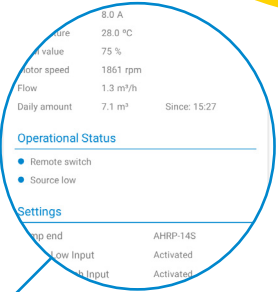 8.0 A
ure 28.0 ºC
value 75 %
otor speed 1861 rpm
Flow 1.3 m³/h
Daily amount 7.1 m³ Since: 15:27
Operational Status
Remote switch
Source low
Settings
mp end AHRP-14S
Low Input Activated
h Input Activated